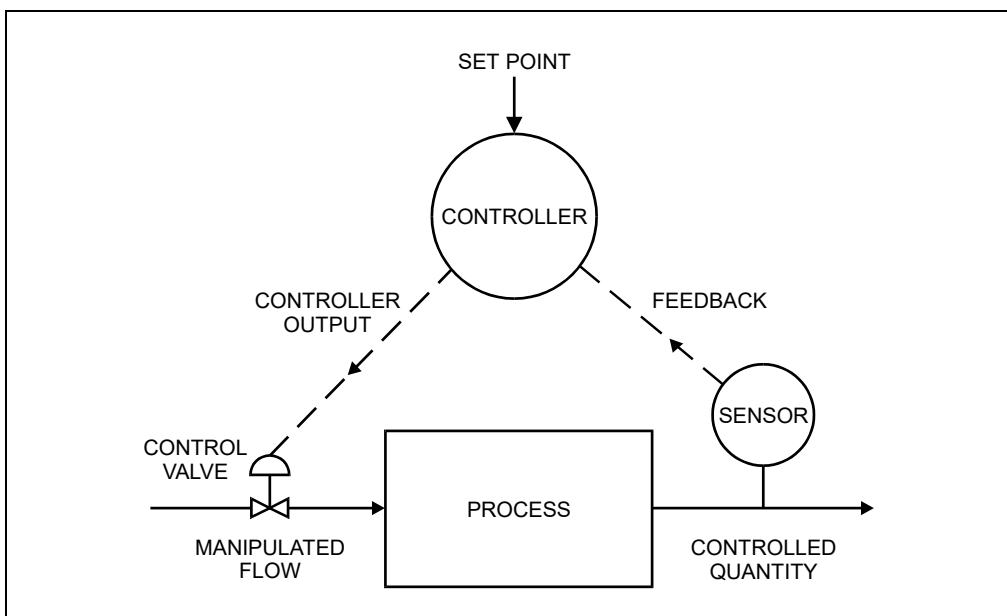 SET POINT
CONTROLLER
CONTROLLER
OUTPUT
FEEDBACK
SENSOR
CONTROL
VALVE
PROCESS
MANIPULATED
FLOW
CONTROLLED
QUANTITY